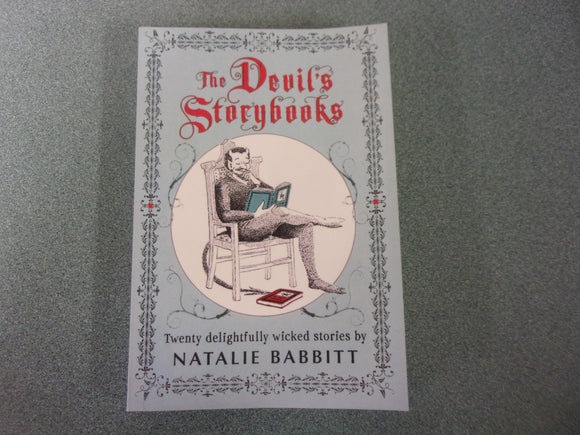 The Devil's
Storybooks
Twenty delightfully wicked stories by
NATALIE BABBITT